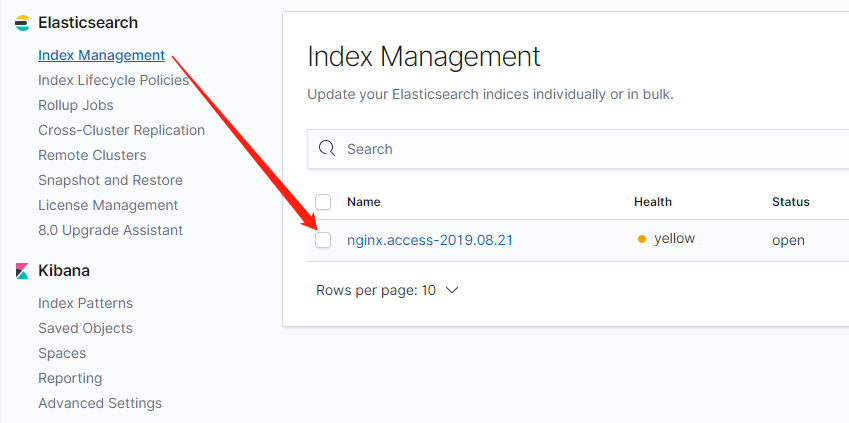 Elasticsearch
Index Management
Index Lifecycle Policies
Rollup Jobs
Cross-Cluster Replication
Remote Clusters
Snapshot and Restore
License Management
8.0 Upgrade Assistant
Kibana
Index Patterns
Saved Objects
Spaces
Reporting
Advanced Settings
Index Management
Update your Elasticsearch indices individually or in bulk.
Search
Name Health Status
nginx.access-2019.08.21 yellow open
Rows per page: 10